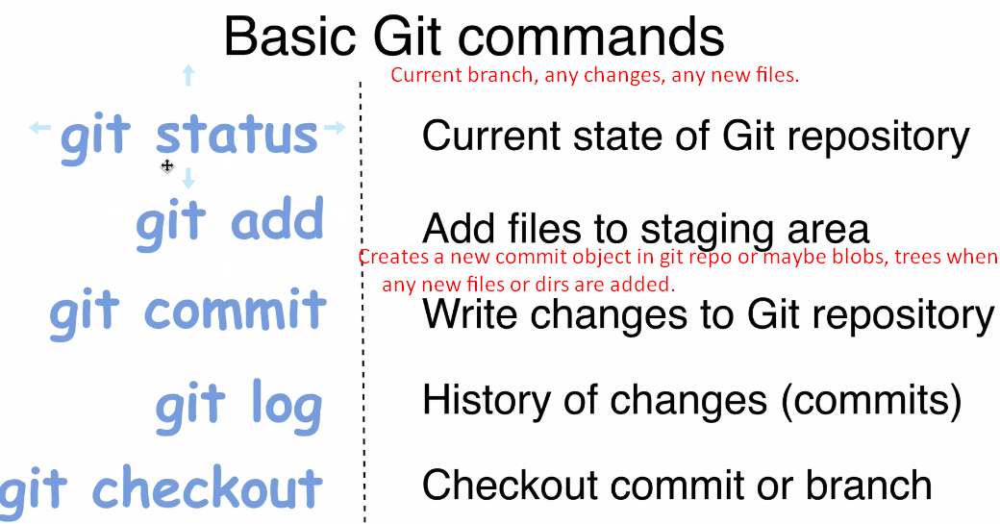 Basic Git commands
Current branch, any changes, any new files.
git status
Current state of Git repository
git add
Add files to staging area
Creates a new commit object in git repo or maybe blobs, trees when
any new files or dirs are added.
git commit
Write changes to Git repository
git log
History of changes (commits)
git checkout
Checkout commit or branch